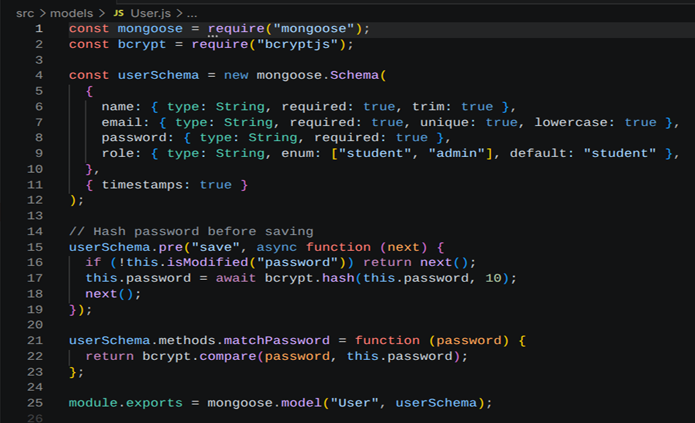 src > models > JS User.js > ...
1 const mongoose = require("mongoose");
2 const bcrypt = require("bcryptjs");
3
4 const userSchema = new mongoose.Schema(
5 {
6 name: { type: String, required: true, trim: true },
7 email: { type: String, required: true, unique: true, lowercase: true },
8 password: { type: String, required: true },
9 role: { type: String, enum: ["student", "admin"], default: "student" },
10 },
11 { timestamps: true }
12 );
13
14 // Hash password before saving
15 userSchema.pre("save", async function (next) {
16 if (!this.isModified("password")) return next();
17 this.password = await bcrypt.hash(this.password, 10);
18 next();
19 });
20
21 userSchema.methods.matchPassword = function (password) {
22 return bcrypt.compare(password, this.password);
23 };
24
25 module.exports = mongoose.model("User", userSchema);
26